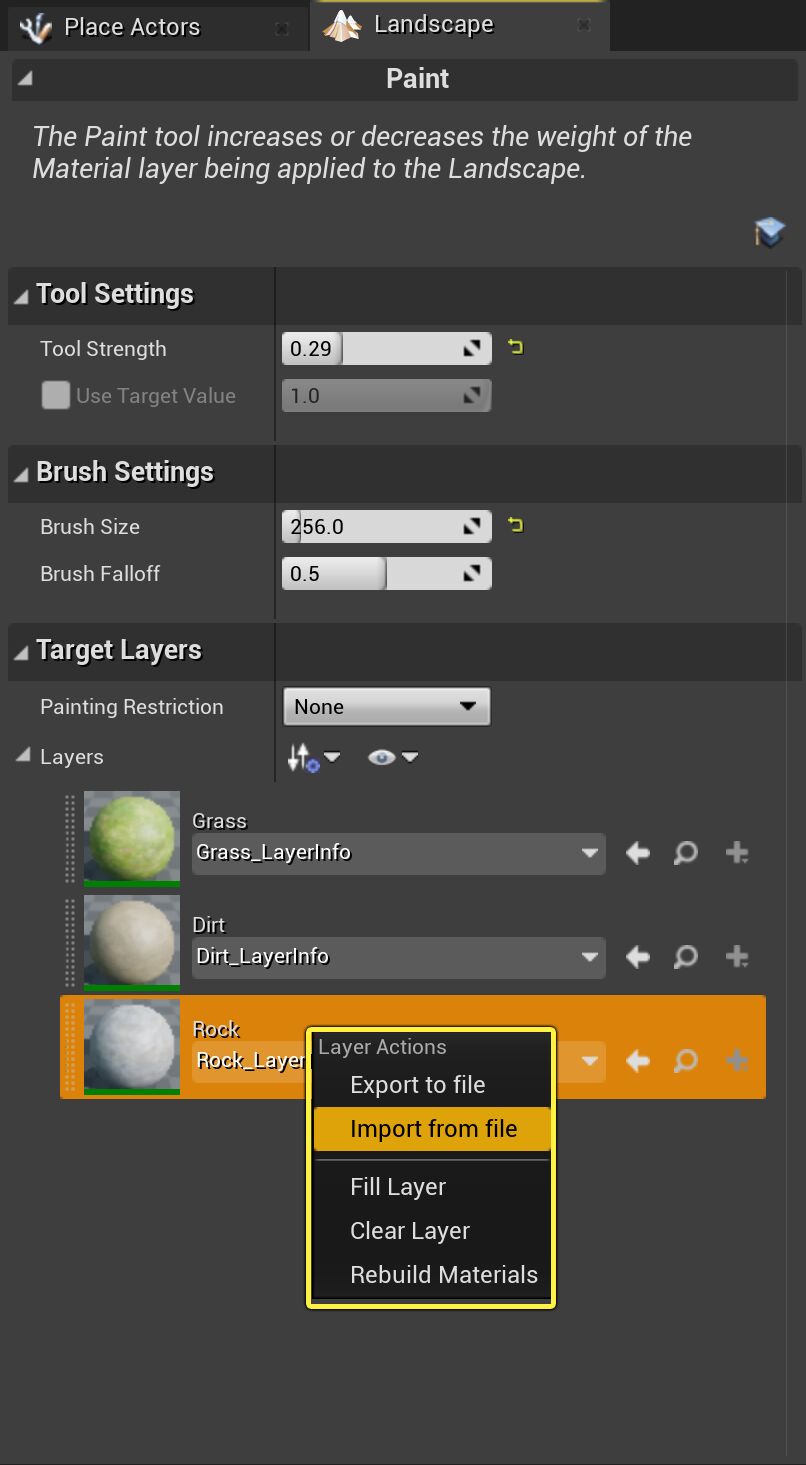 Place Actors
Landscape
Paint
The Paint tool increases or decreases the weight of the
Material layer being applied to the Landscape.
Tool Settings
Tool Strength
0.29
Use Target Value
1.0
Brush Settings
Brush Size
256.0
Brush Falloff
0.5
Target Layers
Painting Restriction
None
Layers
Grass
Grass_LayerInfo
Dirt
Dirt_LayerInfo
Rock
Rock_Layer
Layer Actions
Export to file
Import from file
Fill Layer
Clear Layer
Rebuild Materials